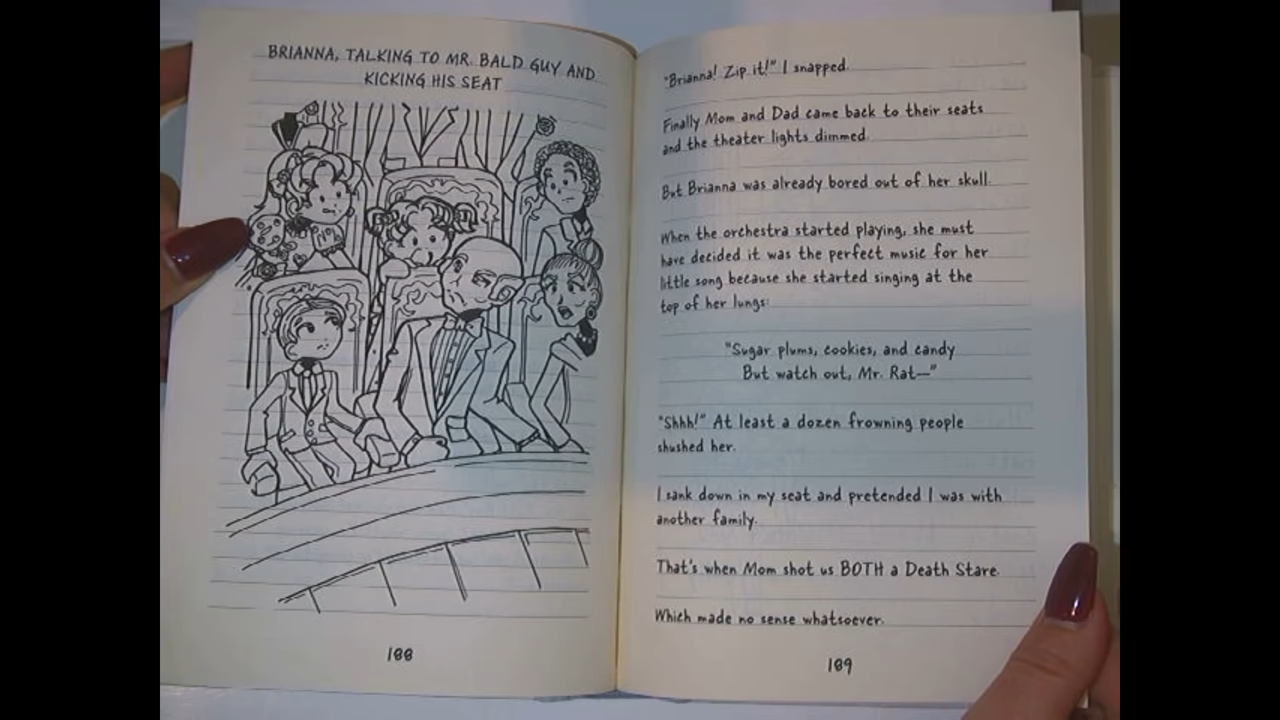 BRIANNA, TALKING TO MR. BALD GUY AND
KICKING HIS SEAT
188
"Brianna! Zip it!" I snapped.
Finally Mom and Dad came back to their seats
and the theater lights dimmed.
But Brianna was already bored out of her skull.
When the orchestra started playing, she must
have decided it was the perfect music for her
little song because she started singing at the
top of her lungs:
"Sugar plums, cookies, and candy
But watch out, Mr. Rat—"
"Shhh!" At least a dozen frowning people
shushed her.
I sank down in my seat and pretended I was with
another family.
That's when Mom shot us BOTH a Death Stare.
Which made no sense whatsoever.
189